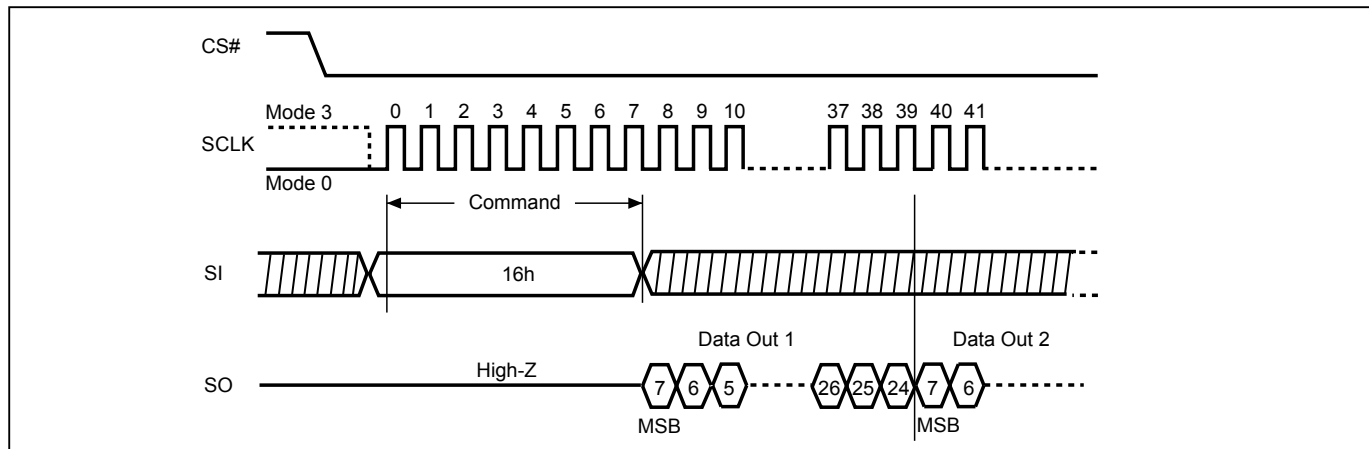 CS#
Mode 3
0 1 2 3 4 5 6 7 8 9 10 37 38 39 40 41
SCLK
Mode 0
Command
SI 16h
Data Out 1 Data Out 2
SO High-Z 7 6 5 26 25 24 7 6
MSB MSB